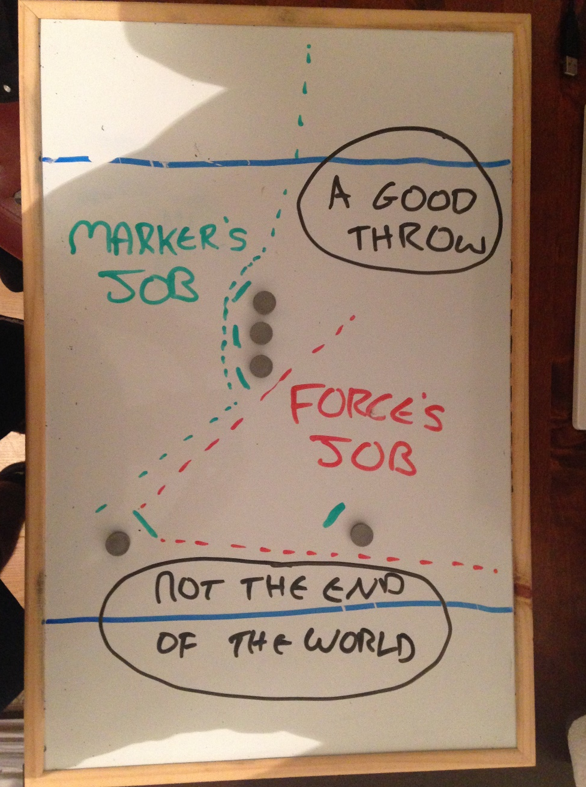 A GOOD
THROW
MARKER'S
JOB
FORCE'S
JOB
NOT THE END
OF THE WORLD